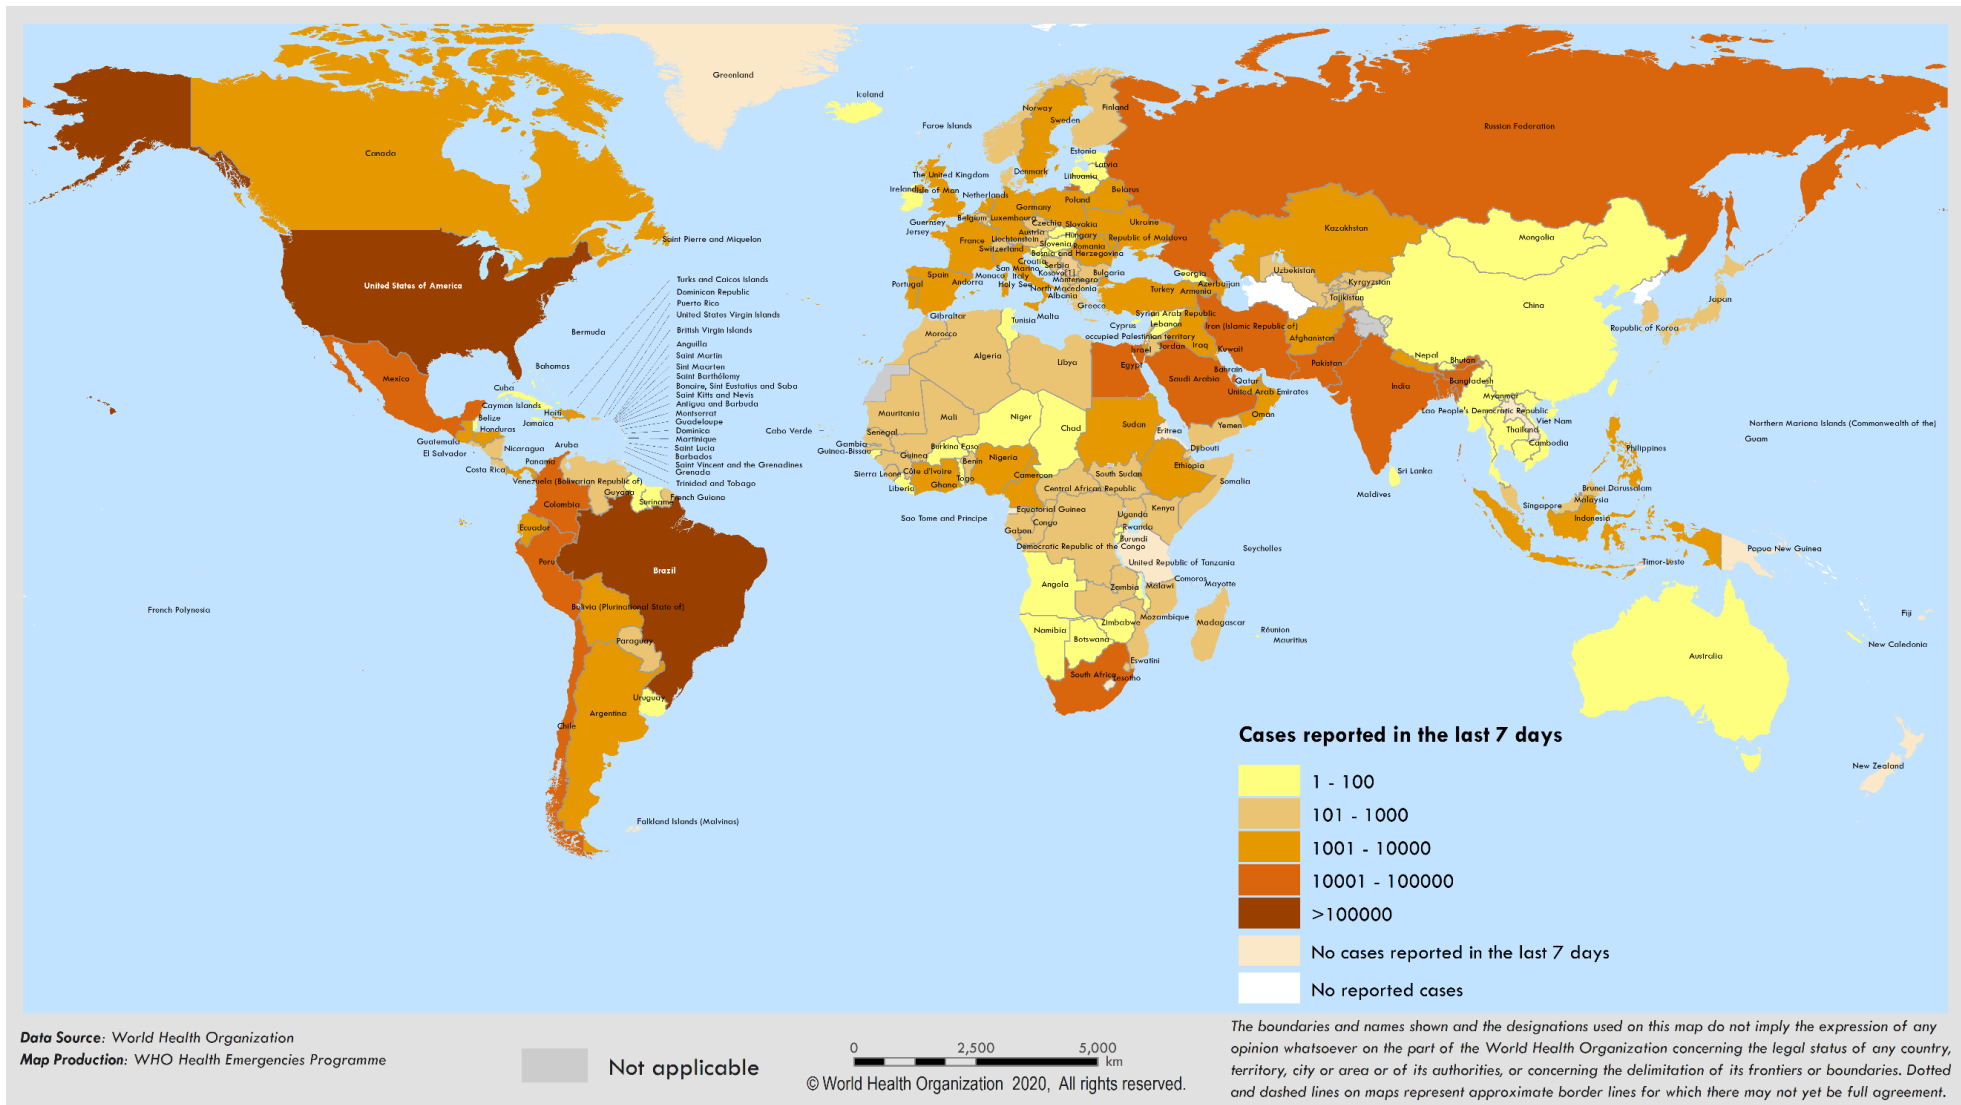 Greenland
Iceland
Faroe Islands
Norway
Finland
Sweden
Russian Federation
Canada
Estonia
Latvia
Lithuania
Denmark
The United Kingdom
Ireland
Isle of Man
Netherlands
Belarus
Poland
Germany
Belgium
Luxembourg
Guernsey
Jersey
Czechia
Slovakia
Ukraine
Austria
Hungary
Republic of Moldova
France
Liechtenstein
Switzerland
Slovenia
Romania
Bosnia and Herzegovina
Croatia
Serbia
San Marino
Kosovo[1]
Bulgaria
Monaco
Italy
Montenegro
Spain
Andorra
Holy See
North Macedonia
Portugal
Albania
Greece
Georgia
Azerbaijan
Turkey
Armenia
Kazakhstan
Uzbekistan
Kyrgyzstan
Tajikistan
Mongolia
China
Japan
Republic of Korea
Saint Pierre and Miquelon
United States of America
Turks and Caicos Islands
Dominican Republic
Puerto Rico
United States Virgin Islands
British Virgin Islands
Anguilla
Saint Martin
Sint Maarten
Saint Barthélemy
Bonaire, Sint Eustatius and Saba
Saint Kitts and Nevis
Antigua and Barbuda
Montserrat
Guadeloupe
Dominica
Martinique
Saint Lucia
Barbados
Saint Vincent and the Grenadines
Grenada
Trinidad and Tobago
Bermuda
Bahamas
Mexico
Cuba
Cayman Islands
Haiti
Jamaica
Belize
Honduras
Guatemala
El Salvador
Nicaragua
Aruba
Costa Rica
Panama
Venezuela (Bolivarian Republic of)
Guyana
Suriname
French Guiana
Colombia
Ecuador
Peru
Brazil
Bolivia (Plurinational State of)
Paraguay
Uruguay
Argentina
Chile
Falkland Islands (Malvinas)
French Polynesia
Gibraltar
Tunisia
Malta
Morocco
Algeria
Libya
Cyprus
Syrian Arab Republic
Lebanon
occupied Palestinian territory
Israel
Jordan
Iraq
Iran (Islamic Republic of)
Kuwait
Egypt
Saudi Arabia
Bahrain
Qatar
United Arab Emirates
Oman
Yemen
Afghanistan
Pakistan
India
Nepal
Bhutan
Bangladesh
Myanmar
Lao People's Democratic Republic
Viet Nam
Thailand
Cambodia
Philippines
Northern Mariana Islands (Commonwealth of the)
Guam
Sri Lanka
Maldives
Brunei Darussalam
Malaysia
Singapore
Indonesia
Timor-Leste
Papua New Guinea
Cabo Verde
Mauritania
Mali
Niger
Chad
Sudan
Eritrea
Djibouti
Senegal
Gambia
Guinea-Bissau
Guinea
Burkina Faso
Benin
Nigeria
Sierra Leone
Côte d'Ivoire
Togo
Liberia
Ghana
Cameroon
Central African Republic
South Sudan
Ethiopia
Somalia
Sao Tome and Principe
Equatorial Guinea
Congo
Gabon
Uganda
Kenya
Rwanda
Burundi
Democratic Republic of the Congo
United Republic of Tanzania
Seychelles
Angola
Zambia
Malawi
Comoros
Mayotte
Mozambique
Madagascar
Zimbabwe
Namibia
Botswana
Réunion
Mauritius
Eswatini
Lesotho
South Africa
Fiji
New Caledonia
Australia
New Zealand
Cases reported in the last 7 days
1 - 100
101 - 1000
1001 - 10000
10001 - 100000
>100000
No cases reported in the last 7 days
No reported cases
Data Source: World Health Organization
Map Production: WHO Health Emergencies Programme
Not applicable
0 2,500 5,000
km
© World Health Organization 2020, All rights reserved.
The boundaries and names shown and the designations used on this map do not imply the expression of any
opinion whatsoever on the part of the World Health Organization concerning the legal status of any country,
territory, city or area or of its authorities, or concerning the delimitation of its frontiers or boundaries. Dotted
and dashed lines on maps represent approximate border lines for which there may not yet be full agreement.